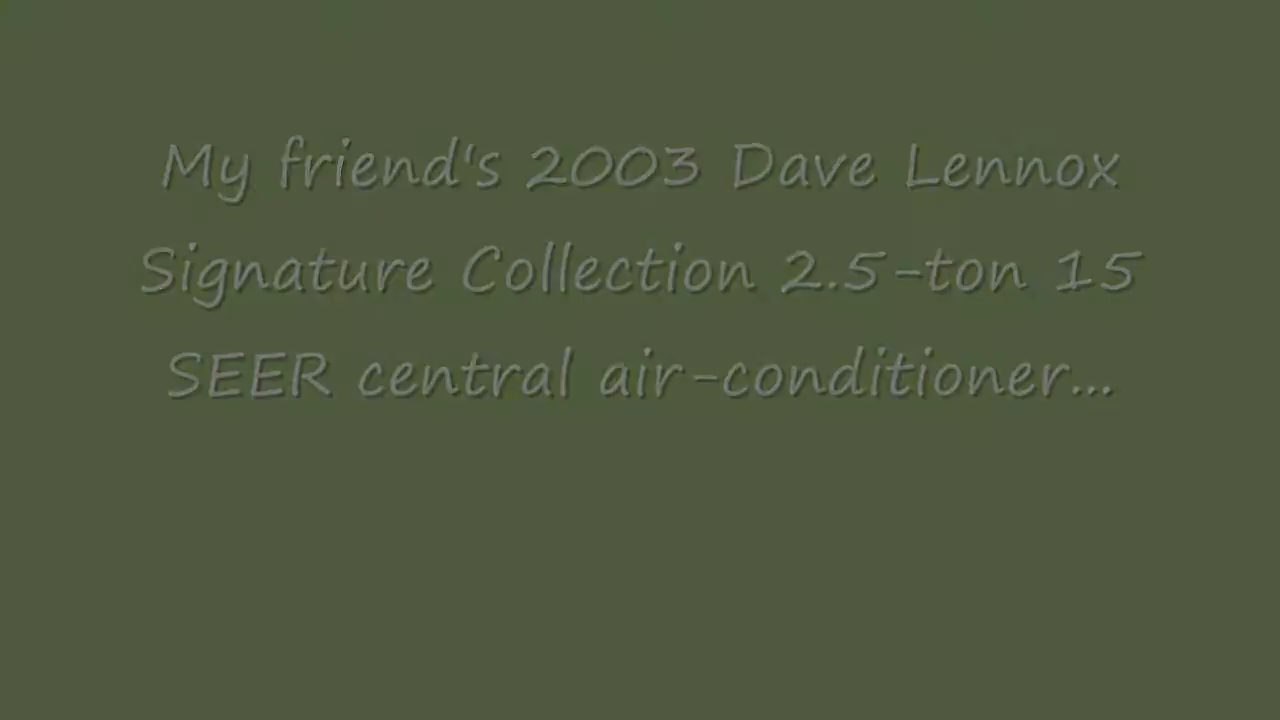 My friend's 2003 Dave Lennox
Signature Collection 2.5-ton 15
SEER central air-conditioner...